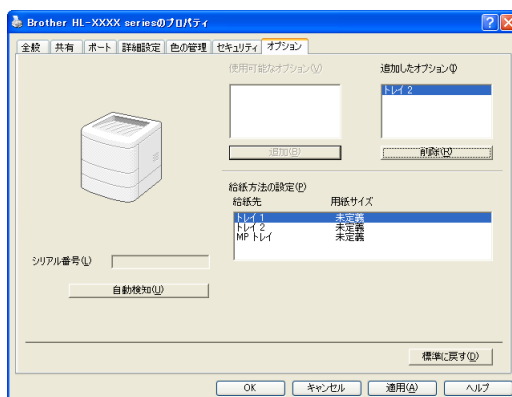 Brother HL-XXXX seriesのプロパティ
全般 共有 ポート 詳細設定 色の管理 セキュリティ オプション
使用可能なオプション(V)
追加したオプション(I)
トレイ 2
追加(B)
削除(R)
給紙方法の設定(P)
給紙先 用紙サイズ
トレイ 1 未定義
トレイ 2 未定義
MP トレイ 未定義
シリアル番号(L)
自動検知(U)
標準に戻す(D)
OK キャンセル 適用(A) ヘルプ